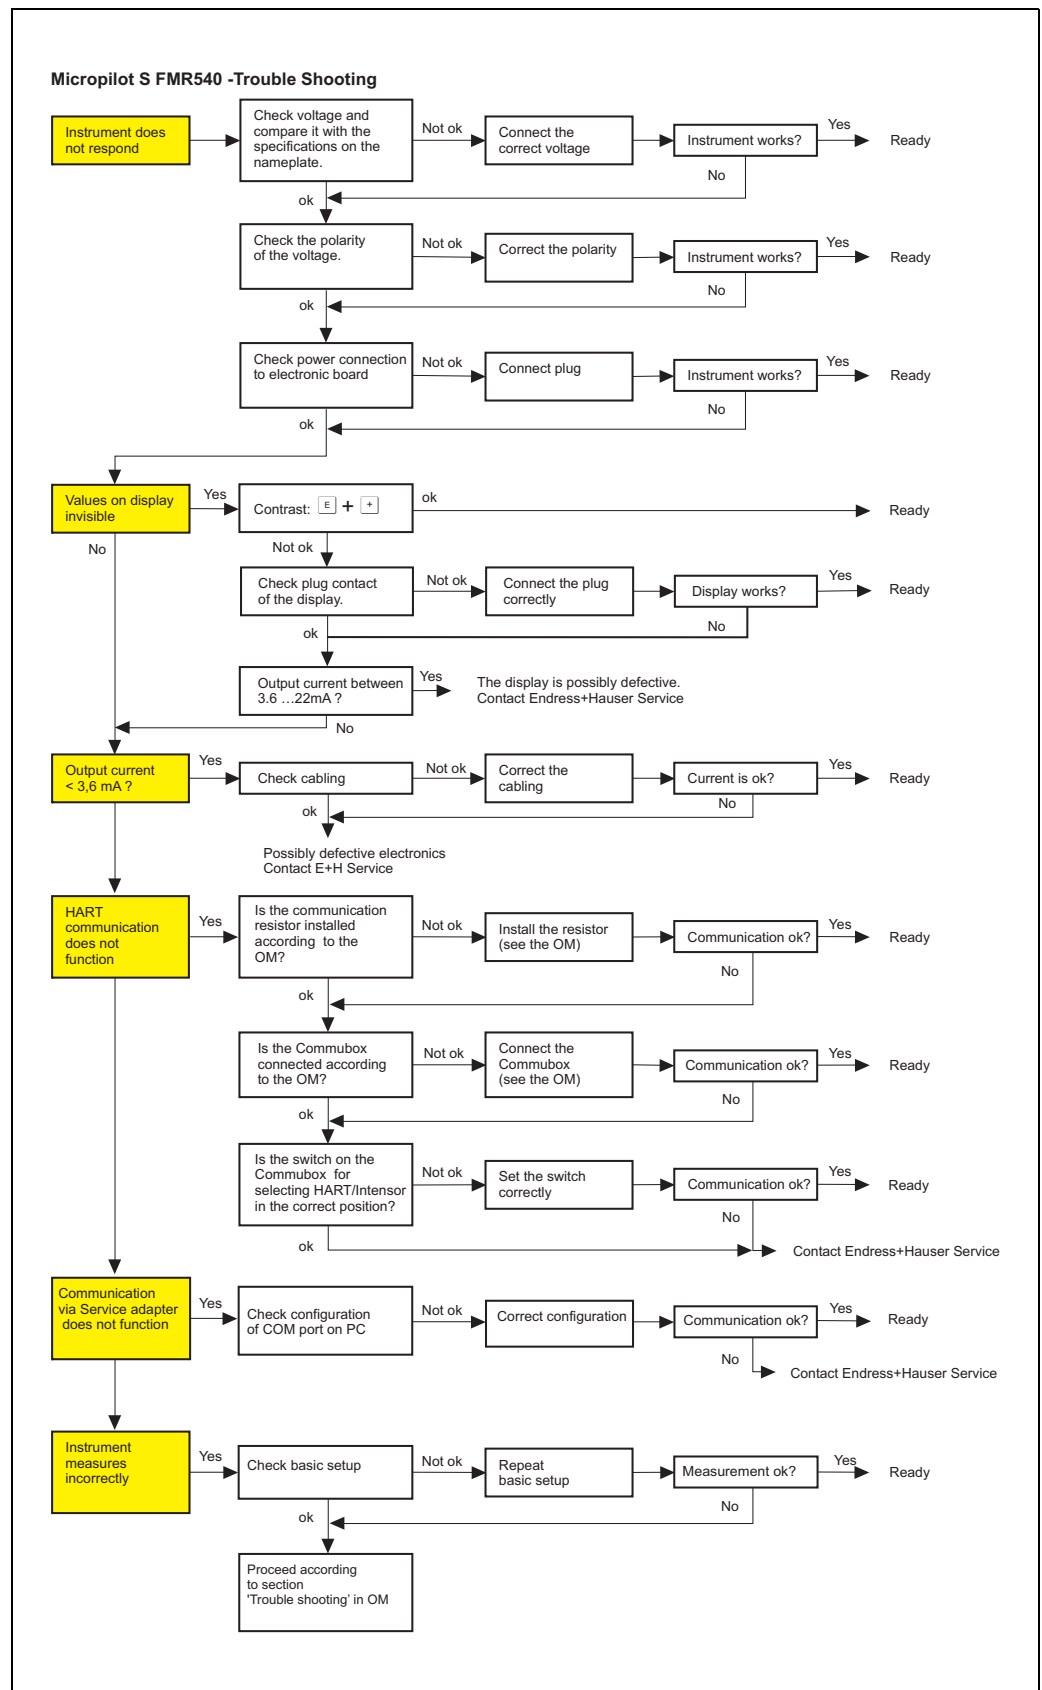 Micropilot S FMR540 -Trouble Shooting
Instrument does
not respond
Check voltage and
compare it with the
specifications on the
nameplate.
Not ok
Connect the
correct voltage
Instrument works?
Yes
Ready
No
ok
Check the polarity
of the voltage.
Not ok
Correct the polarity
Instrument works?
Yes
Ready
No
ok
Check power connection
to electronic board
Not ok
Connect plug
Instrument works?
Yes
Ready
No
ok
Values on display
invisible
Yes
Contrast: E + +
ok
Ready
No
Not ok
Check plug contact
of the display.
Not ok
Connect the plug
correctly
Display works?
Yes
Ready
No
ok
Output current between
3.6 ...22mA ?
Yes
The display is possibly defective.
Contact Endress+Hauser Service
No
Output current
< 3,6 mA ?
Yes
Check cabling
Not ok
Correct the
cabling
Current is ok?
Yes
Ready
No
ok
Possibly defective electronics
Contact E+H Service
HART
communication
does not
function
Yes
Is the communication
resistor installed
according to the
OM?
Not ok
Install the resistor
(see the OM)
Communication ok?
Yes
Ready
No
ok
Is the Commubox
connected according
to the OM?
Not ok
Connect the
Commubox
(see the OM)
Communication ok?
Yes
Ready
No
ok
Is the switch on the
Commubox for
selecting HART/Intensor
in the correct position?
Not ok
Set the switch
correctly
Communication ok?
Yes
Ready
No
ok
Contact Endress+Hauser Service
Communication
via Service adapter
does not function
Yes
Check configuration
of COM port on PC
Not ok
Correct configuration
Communication ok?
Yes
Ready
No
Contact Endress+Hauser Service
Instrument
measures
incorrectly
Yes
Check basic setup
Not ok
Repeat
basic setup
Measurement ok?
Yes
Ready
No
ok
Proceed according
to section
'Trouble shooting' in OM